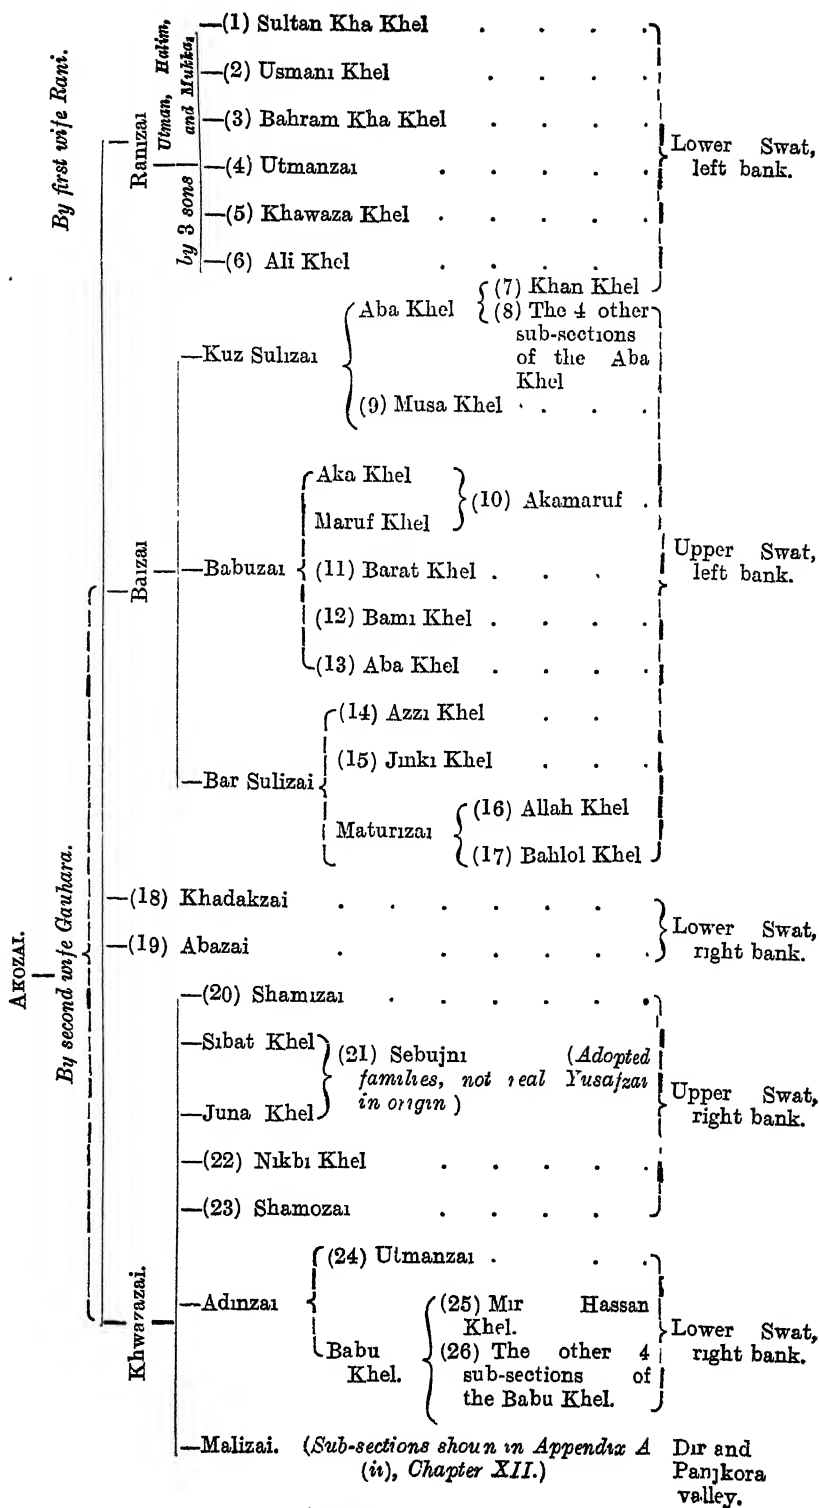 AKOZAI.
By first wife Rani.
By second wife Gauhara.
Ranizai
by 3 sons Utman, Halim,
and Mukka,
—(1) Sultan Kha Khel . . . .
—(2) Usmani Khel . . . .
—(3) Bahram Kha Khel . . . .
—(4) Utmanzai . . . . .
—(5) Khawaza Khel . . . . .
—(6) Ali Khel . . . . .
Lower Swat,
left bank.
Baizai
—Kuz Sulizai
Aba Khel
(7) Khan Khel
(8) The 4 other
sub-sections
of the Aba
Khel
(9) Musa Khel . . . .
—Babuzai
Aka Khel
Maruf Khel
(10) Akamaruf .
(11) Barat Khel . . . .
(12) Bami Khel . . . .
(13) Aba Khel . . . .
—Bar Sulizai
(14) Azzi Khel . . .
(15) Jinki Khel . . .
Maturizai
(16) Allah Khel
(17) Bahlol Khel
Upper Swat,
left bank.
—(18) Khadakzai . . . . . . .
—(19) Abazai . . . . . . .
Lower Swat,
right bank.
Khwazazai.
—(20) Shamizai . . . . . .
—Sibat Khel
—Juna Khel
(21) Sebujni (Adopted
families, not real Yusafzai
in origin)
—(22) Nikbi Khel . . . . .
—(23) Shamozai . . . . .
Upper Swat,
right bank.
—Adinzai
(24) Utmanzai . . .
Babu
Khel.
(25) Mir Hassan
Khel.
(26) The other 4
sub-sections of
the Babu Khel.
Lower Swat,
right bank.
—Malizai. (Sub-sections shown in Appendix A
(ii), Chapter XII.)
Dir and
Panjkora
valley.